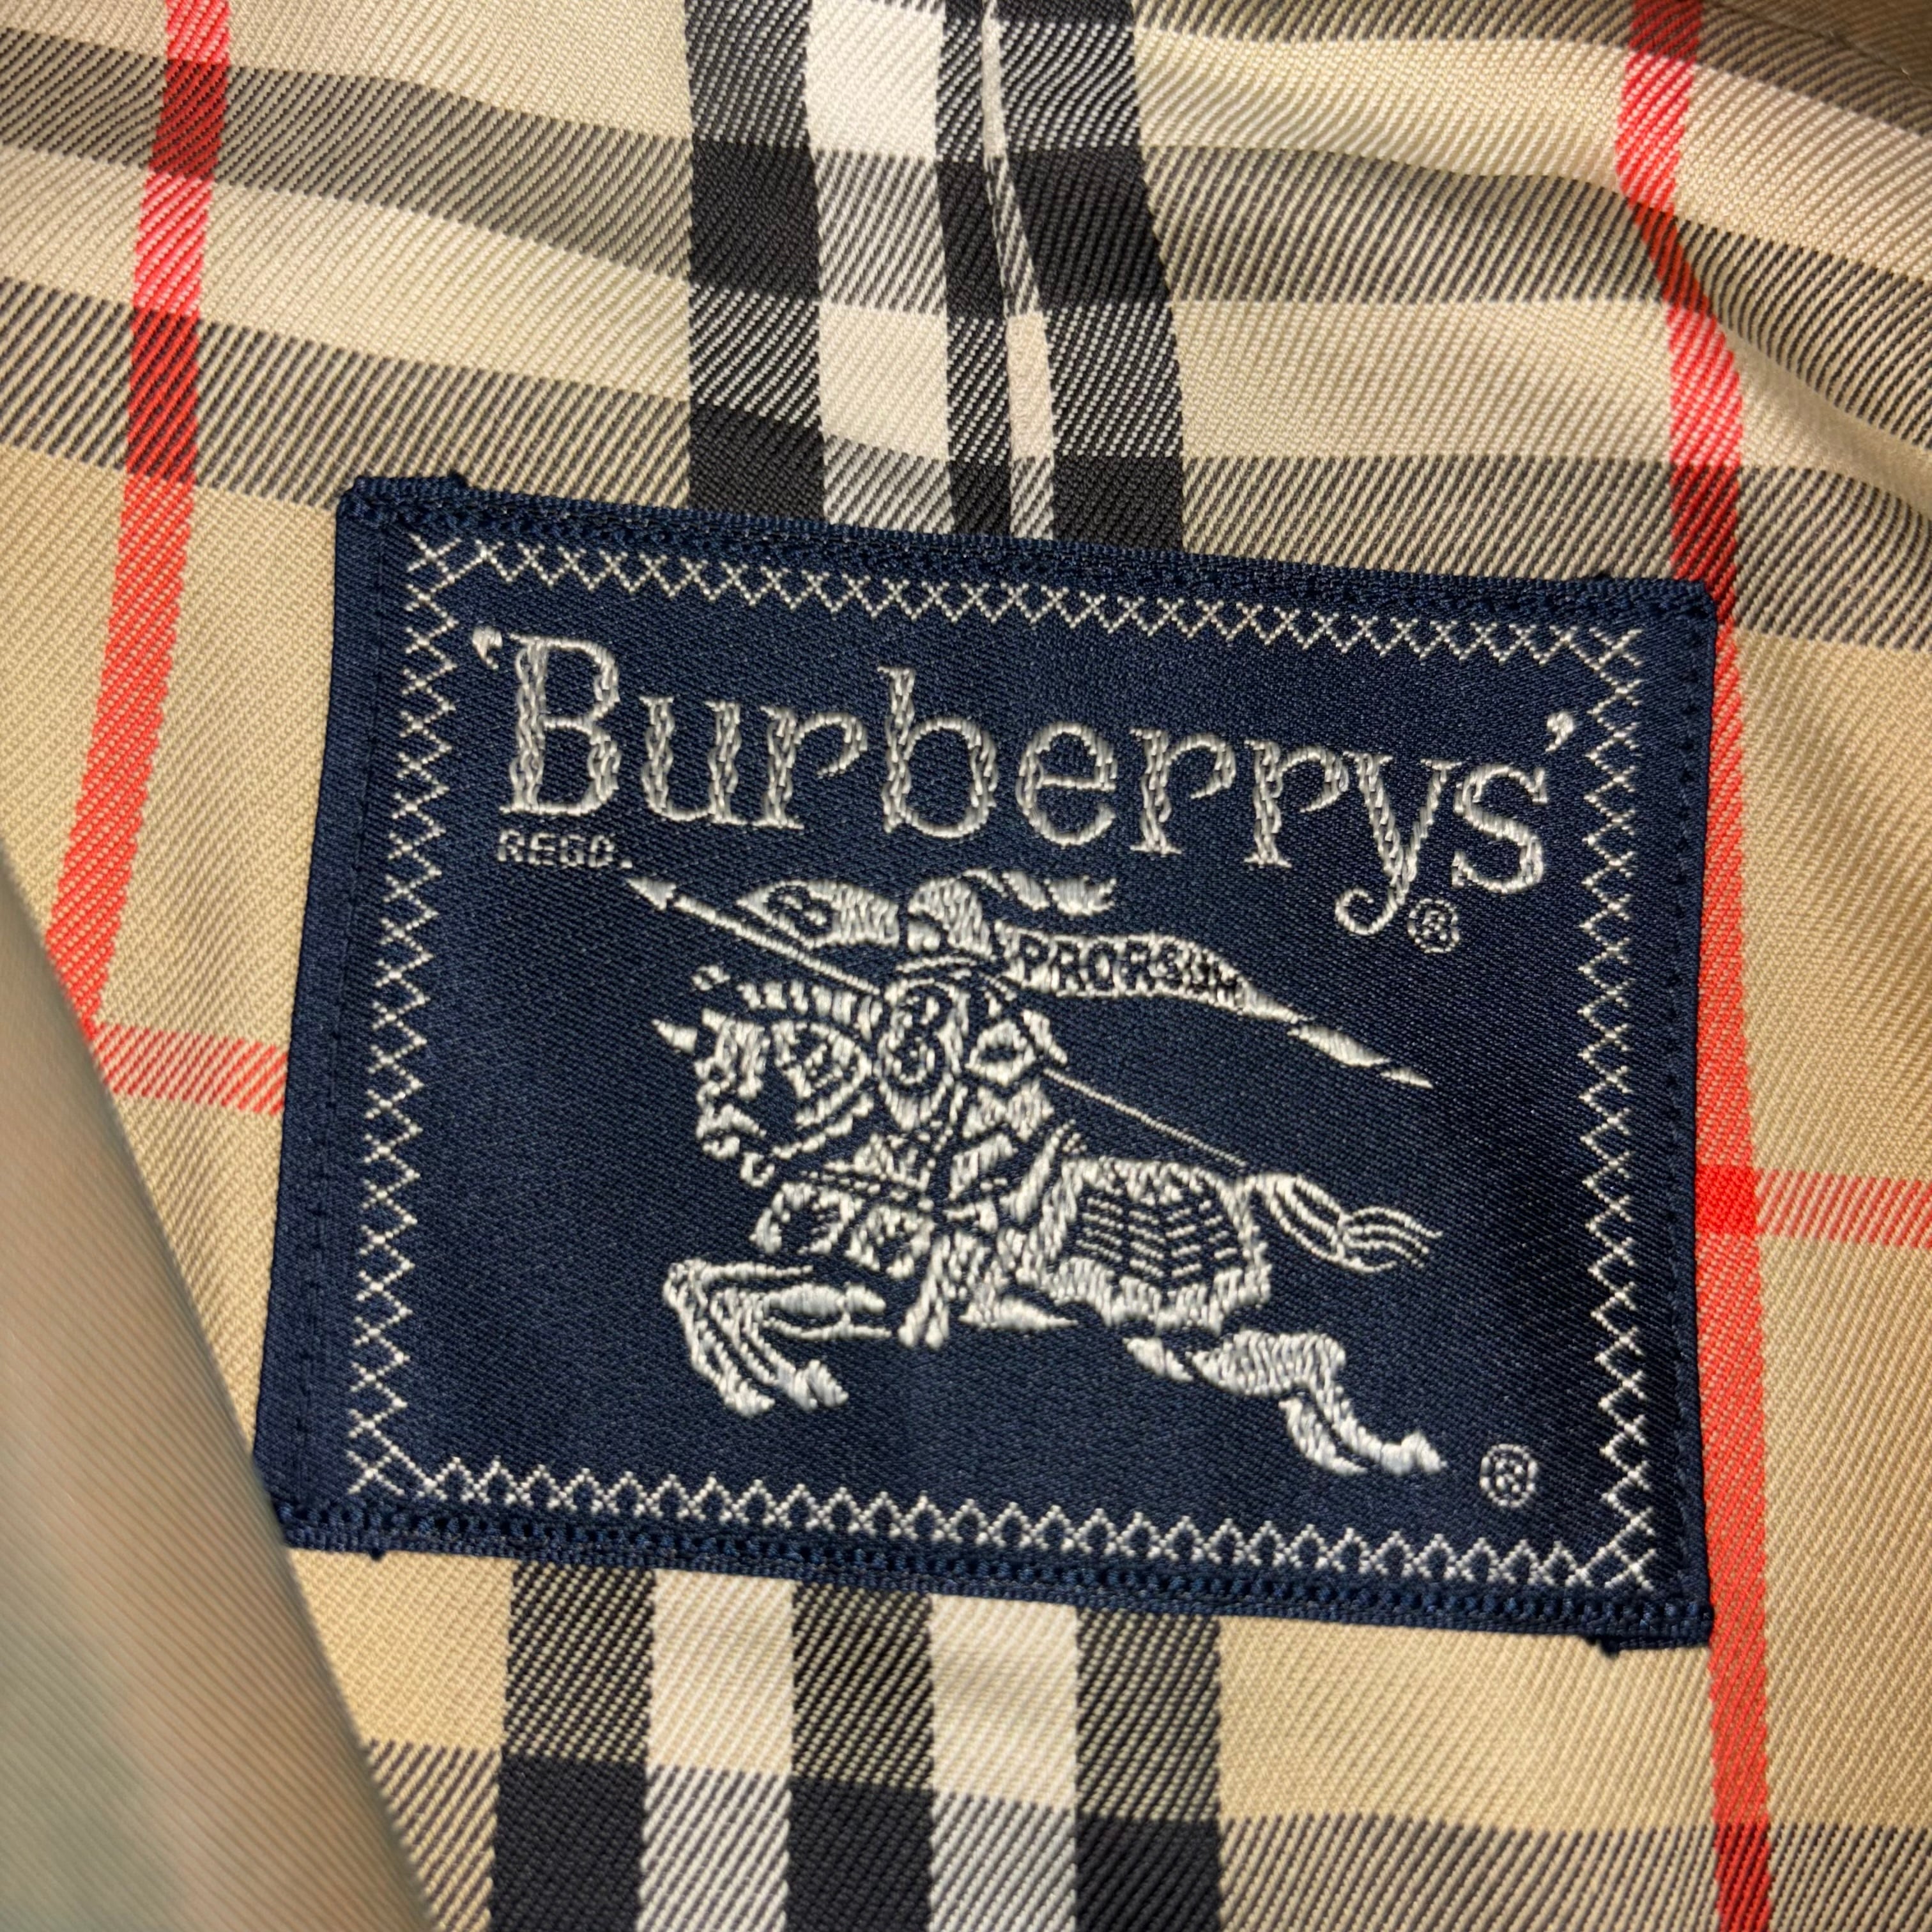 'Burberrys'
REGD. ®
B PRORSUM
B
®